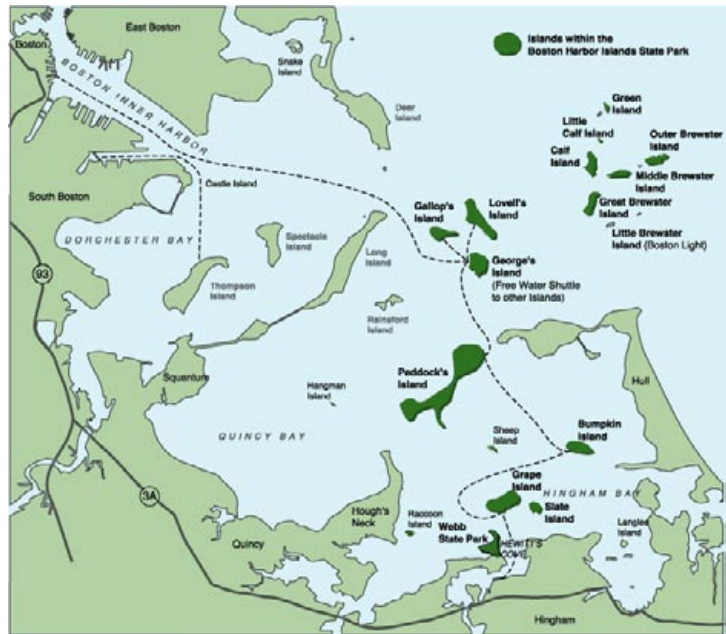 Boston
East Boston
Snake
Island
Islands within the
Boston Harbor Islands State Park
BOSTON INNER HARBOR
Deer
Island
Green
Island
Little
Calf Island
Calf
Island
Outer Brewster
Island
Middle Brewster
Island
Great Brewster
Island
Little Brewster
Island (Boston Light)
Castle Island
South Boston
Gallop's
Island
Lovell's
Island
DORCHESTER BAY
Spectacle
Island
Long
Island
George's
Island
(Free Water Shuttle
to other Islands)
93
Thompson
Island
Rainsford
Island
Squantum
Peddock's
Island
Hangman
Island
Hull
QUINCY BAY
Sheep
Island
Bumpkin
Island
3A
Grape
Island
HINGHAM BAY
Hough's
Neck
Raccoon
Island
Webb
State Park
Slate
Island
Langlee
Island
HEWITT'S
COVE
Quincy
Hingham